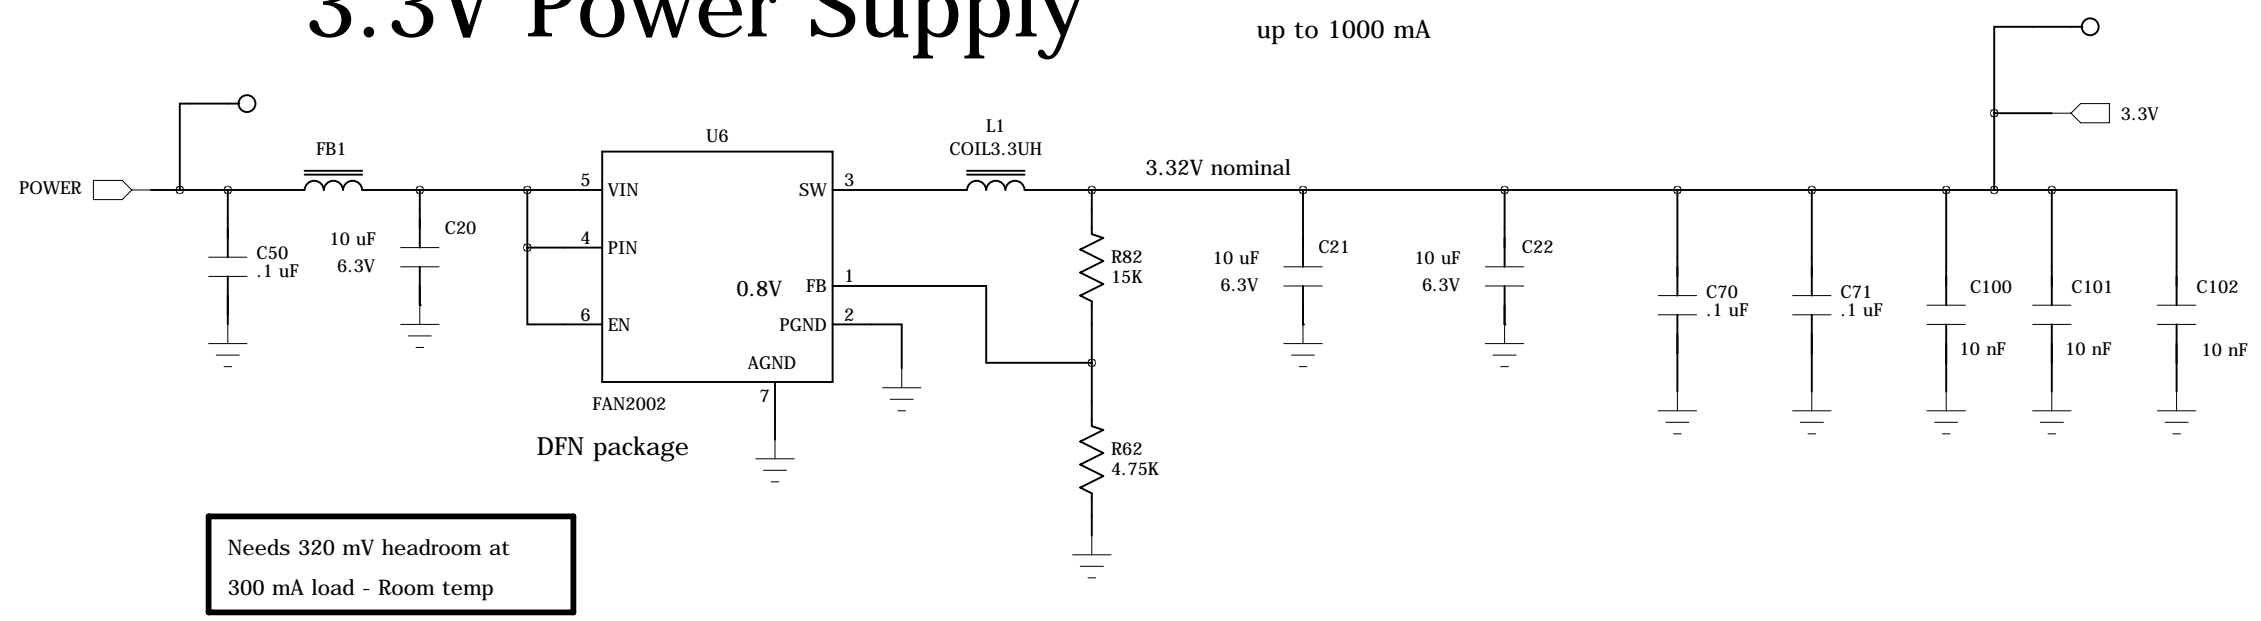 3.3V Power Supply
up to 1000 mA
3.3V
U6
L1
COIL3.3UH
FB1
3.32V nominal
POWER
5
VIN
SW
3
C20
10 uF
6.3V
4
PIN
C50
.1 uF
0.8V
FB
1
R82
15K
10 uF
6.3V
C21
10 uF
6.3V
C22
C70
.1 uF
C71
.1 uF
C100
10 nF
C101
10 nF
C102
10 nF
6
EN
PGND
2
AGND
7
FAN2002
DFN package
R62
4.75K
Needs 320 mV headroom at
300 mA load - Room temp